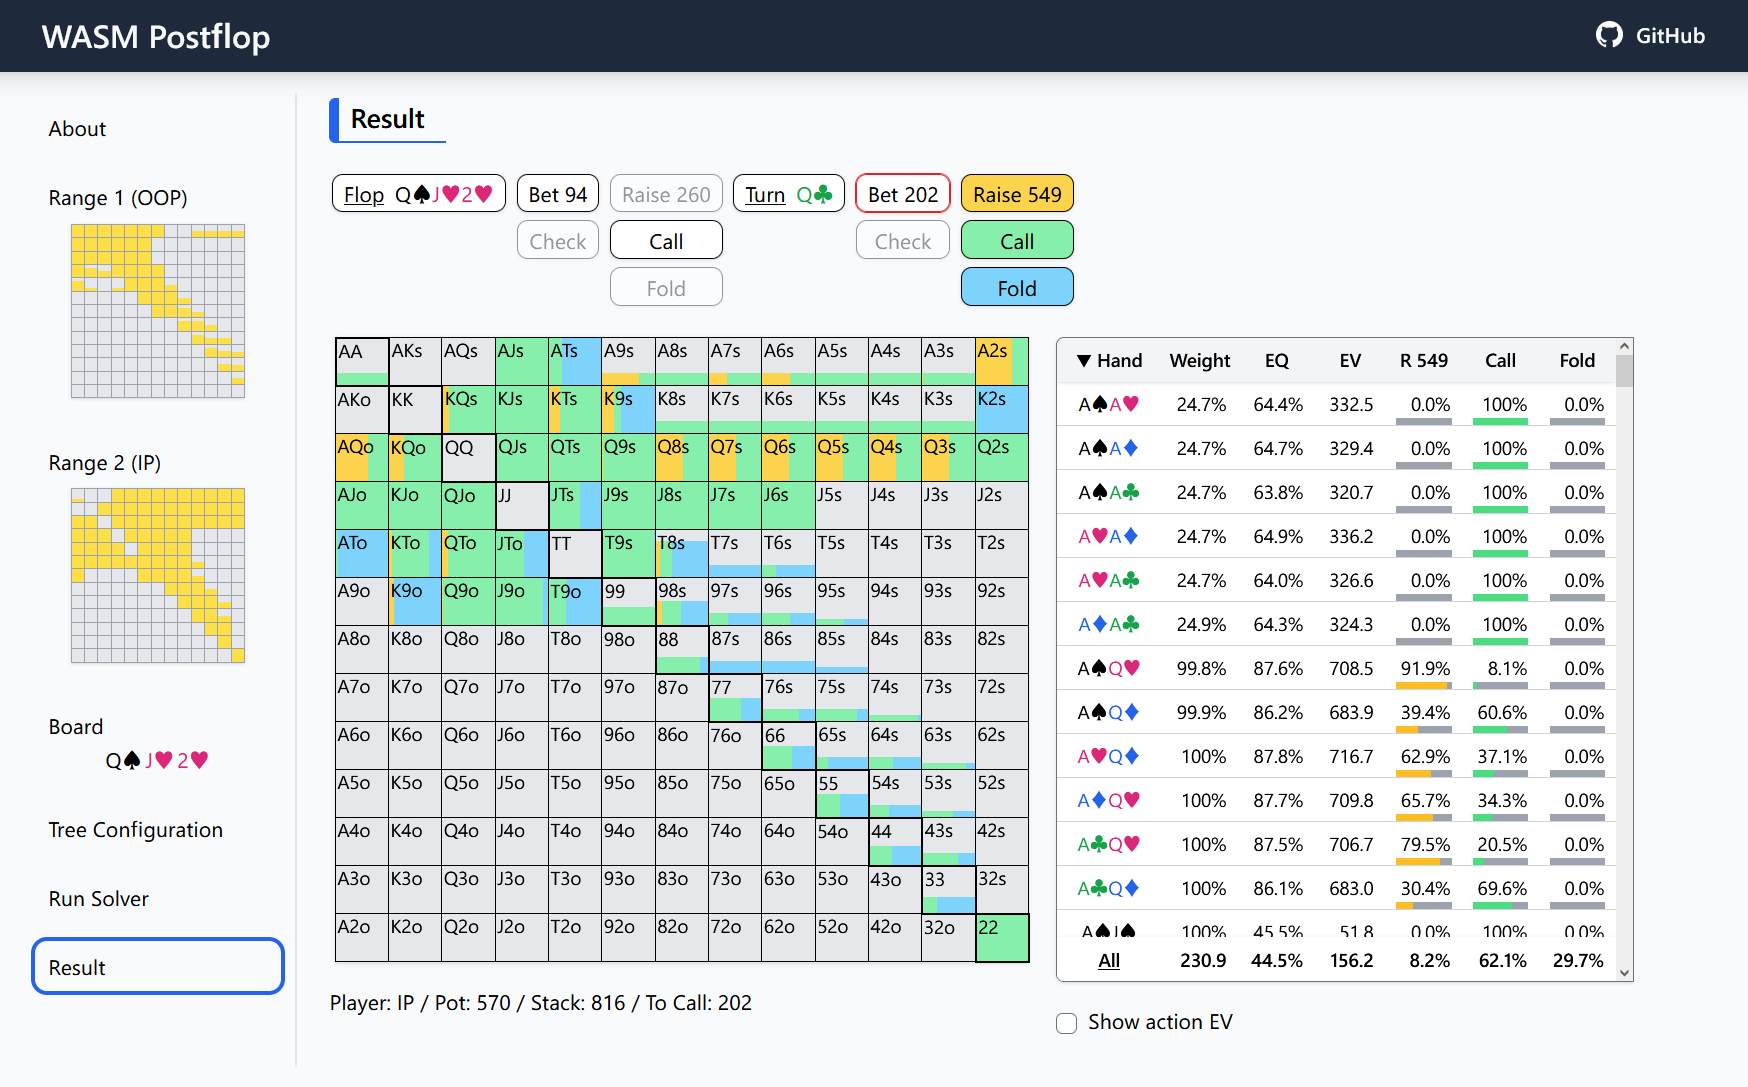 WASM Postflop
GitHub
About
Range 1 (OOP)
Range 2 (IP)
Board
Q♠J♥2♥
Tree Configuration
Run Solver
Result
Result
Flop Q♠J♥2♥ Bet 94 Raise 260 Turn Q♣ Bet 202 Raise 549
Check Call Check Call
Fold Fold
AA AKs AQs AJs ATs A9s A8s A7s A6s A5s A4s A3s A2s
AKo KK KQs KJs KTs K9s K8s K7s K6s K5s K4s K3s K2s
AQo KQo QQ QJs QTs Q9s Q8s Q7s Q6s Q5s Q4s Q3s Q2s
AJo KJo QJo JJ JTs J9s J8s J7s J6s J5s J4s J3s J2s
ATo KTo QTo JTo TT T9s T8s T7s T6s T5s T4s T3s T2s
A9o K9o Q9o J9o T9o 99 98s 97s 96s 95s 94s 93s 92s
A8o K8o Q8o J8o T8o 98o 88 87s 86s 85s 84s 83s 82s
A7o K7o Q7o J7o T7o 97o 87o 77 76s 75s 74s 73s 72s
A6o K6o Q6o J6o T6o 96o 86o 76o 66 65s 64s 63s 62s
A5o K5o Q5o J5o T5o 95o 85o 75o 65o 55 54s 53s 52s
A4o K4o Q4o J4o T4o 94o 84o 74o 64o 54o 44 43s 42s
A3o K3o Q3o J3o T3o 93o 83o 73o 63o 53o 43o 33 32s
A2o K2o Q2o J2o T2o 92o 82o 72o 62o 52o 42o 32o 22
Player: IP / Pot: 570 / Stack: 816 / To Call: 202
▼ Hand Weight EQ EV R 549 Call Fold
A♠A♥ 24.7% 64.4% 332.5 0.0% 100% 0.0%
A♠A♦ 24.7% 64.7% 329.4 0.0% 100% 0.0%
A♠A♣ 24.7% 63.8% 320.7 0.0% 100% 0.0%
A♥A♦ 24.7% 64.9% 336.2 0.0% 100% 0.0%
A♥A♣ 24.7% 64.0% 326.6 0.0% 100% 0.0%
A♦A♣ 24.9% 64.3% 324.3 0.0% 100% 0.0%
A♠Q♥ 99.8% 87.6% 708.5 91.9% 8.1% 0.0%
A♠Q♦ 99.9% 86.2% 683.9 39.4% 60.6% 0.0%
A♥Q♦ 100% 87.8% 716.7 62.9% 37.1% 0.0%
A♦Q♥ 100% 87.7% 709.8 65.7% 34.3% 0.0%
A♣Q♥ 100% 87.5% 706.7 79.5% 20.5% 0.0%
A♣Q♦ 100% 86.1% 683.0 30.4% 69.6% 0.0%
A♠J♠ 100% 45.5% 51.8 0.0% 100% 0.0%
All 230.9 44.5% 156.2 8.2% 62.1% 29.7%
Show action EV